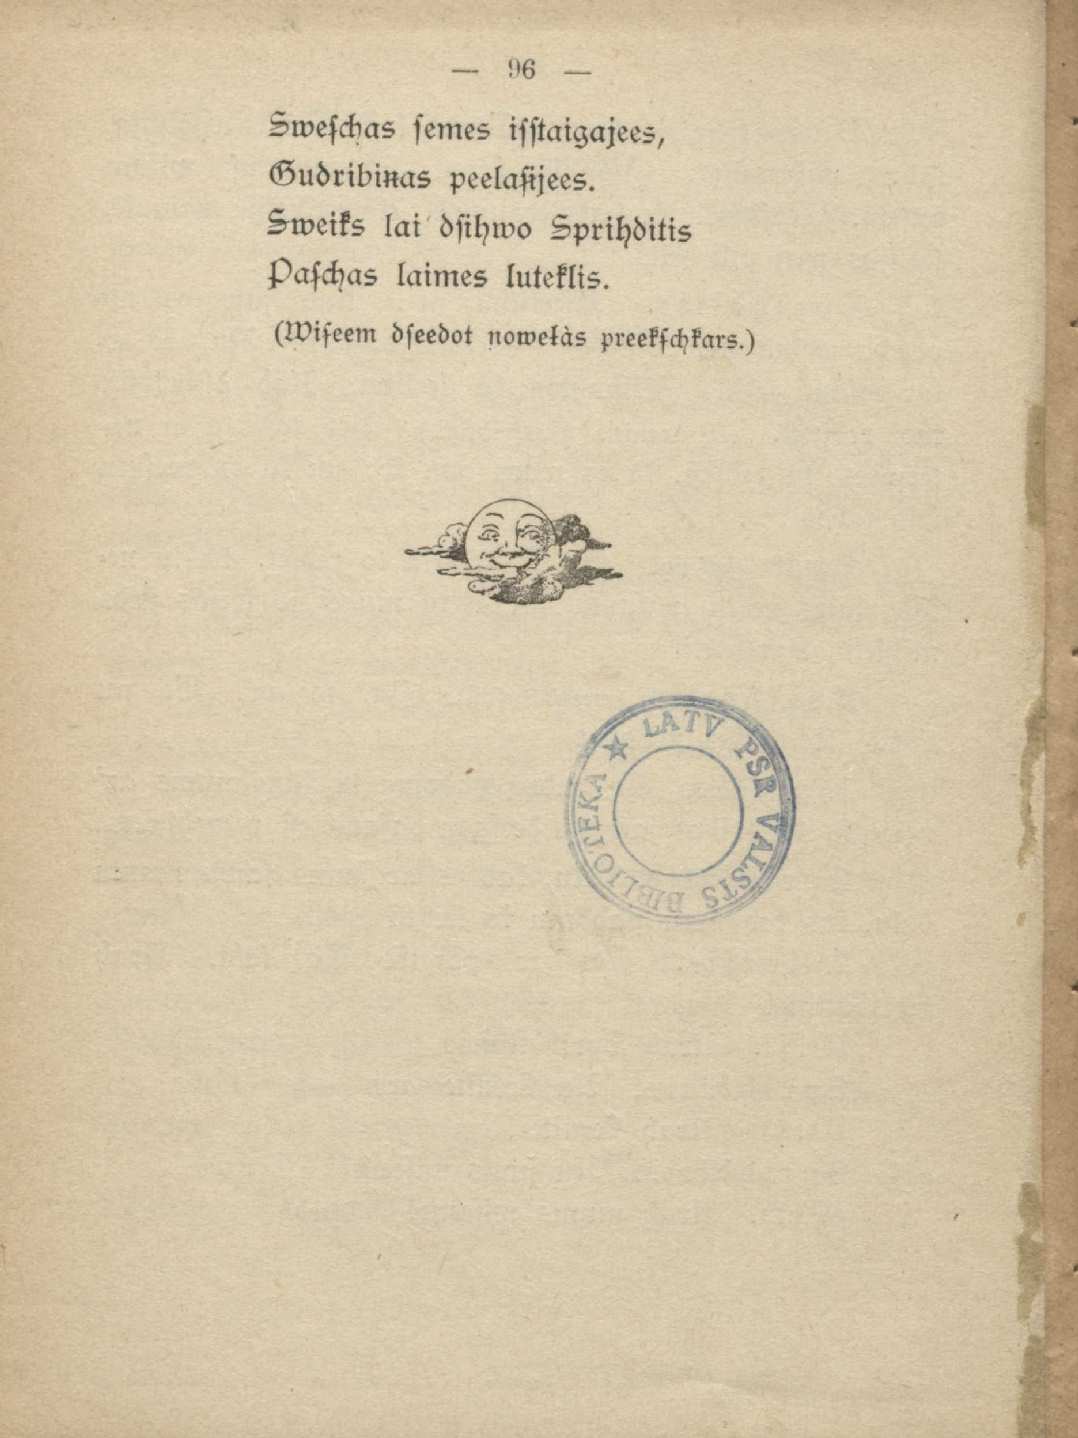 — 96 —
Sweſchas ſemes iſſtaigajees,
Gudribiņas peelaſijees.
Sweiks lai dſihwo Sprihditis
Paſchas laimes luteklis.
(Wiſeem dſeedot nowełàs preekſchkars.)
LATV PSR VALSTS BIBLIOTEKA ★